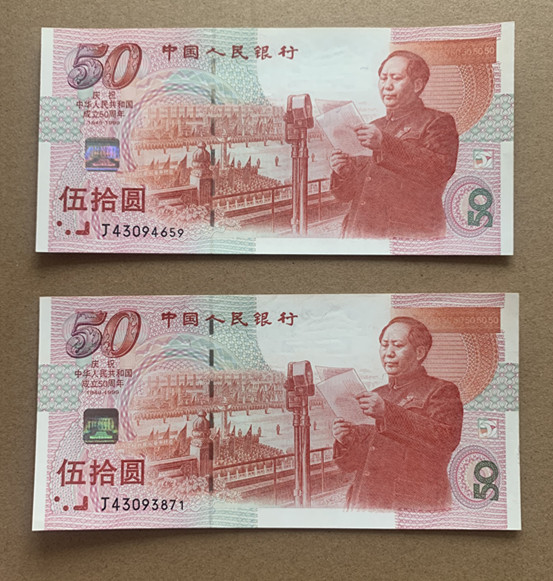 50
中国人民银行
庆祝
中华人民共和国
成立50周年
1949-1999
伍拾圆
J43094659
50
50
中国人民银行
庆祝
中华人民共和国
成立50周年
1949-1999
伍拾圆
J43093871
50